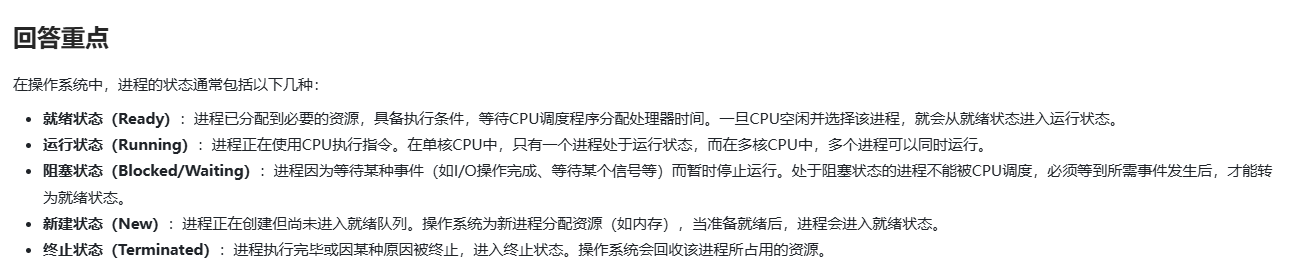 回答重点
在操作系统中，进程的状态通常包括以下几种：
• 就绪状态（Ready）：进程已分配到必要的资源，具备执行条件，等待CPU调度程序分配处理器时间。一旦CPU空闲并选择该进程，就会从就绪状态进入运行状态。
• 运行状态（Running）：进程正在使用CPU执行指令。在单核CPU中，只有一个进程处于运行状态，而在多核CPU中，多个进程可以同时运行。
• 阻塞状态（Blocked/Waiting）：进程因为等待某种事件（如I/O操作完成、等待某个信号等）而暂时停止运行。处于阻塞状态的进程不能被CPU调度，必须等到所需事件发生后，才能转
为就绪状态。
• 新建状态（New）：进程正在创建但尚未进入就绪队列。操作系统为新进程分配资源（如内存），当准备就绪后，进程会进入就绪状态。
• 终止状态（Terminated）：进程执行完毕或因某种原因被终止，进入终止状态。操作系统会回收该进程所占用的资源。